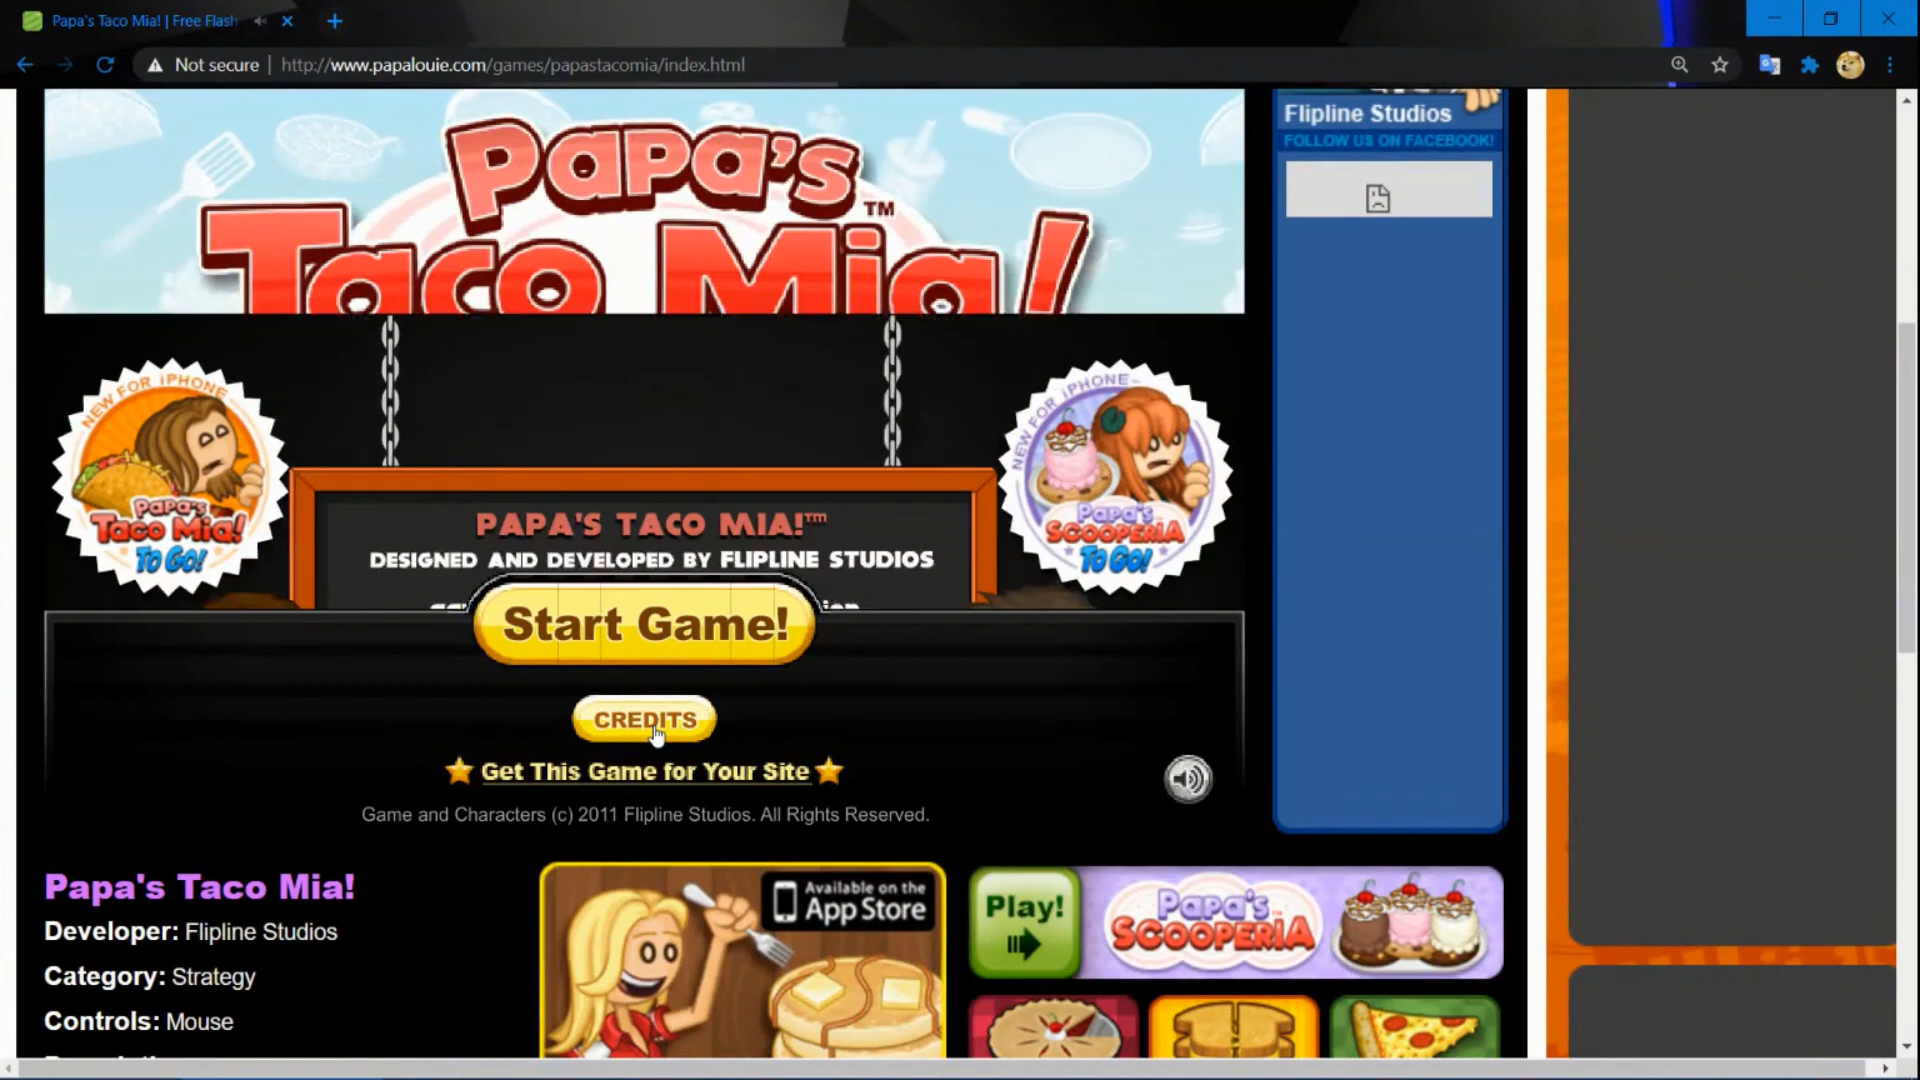 Papa's Taco Mia! | Free Flash
Not secure
http://www.papalouie.com/games/papastacomia/index.html
Papa's
Taco Mia!
TM
Flipline Studios
FOLLOW US ON FACEBOOK!
NEW FOR iPHONE
Papa's
Taco Mia!
TO GO!
NEW FOR iPHONE
Papa's
SCOOPERIA
TO GO!
PAPA'S TACO MIA!™
DESIGNED AND DEVELOPED BY FLIPLINE STUDIOS
Start Game!
CREDITS
Get This Game for Your Site
Game and Characters (c) 2011 Flipline Studios. All Rights Reserved.
Papa's Taco Mia!
Developer: Flipline Studios
Category: Strategy
Controls: Mouse
Available on the
App Store
Play!
Papa's
SCOOPERIA